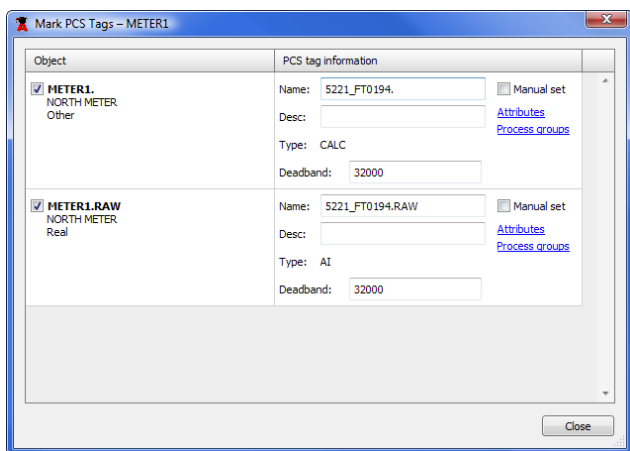 Mark PCS Tags – METER1
Object
PCS tag information
METER1.
NORTH METER
Other
Name: 5221_FT0194.
Manual set
Desc:
Attributes
Process groups
Type: CALC
Deadband: 32000
METER1.RAW
NORTH METER
Real
Name: 5221_FT0194.RAW
Manual set
Desc:
Attributes
Process groups
Type: AI
Deadband: 32000
Close